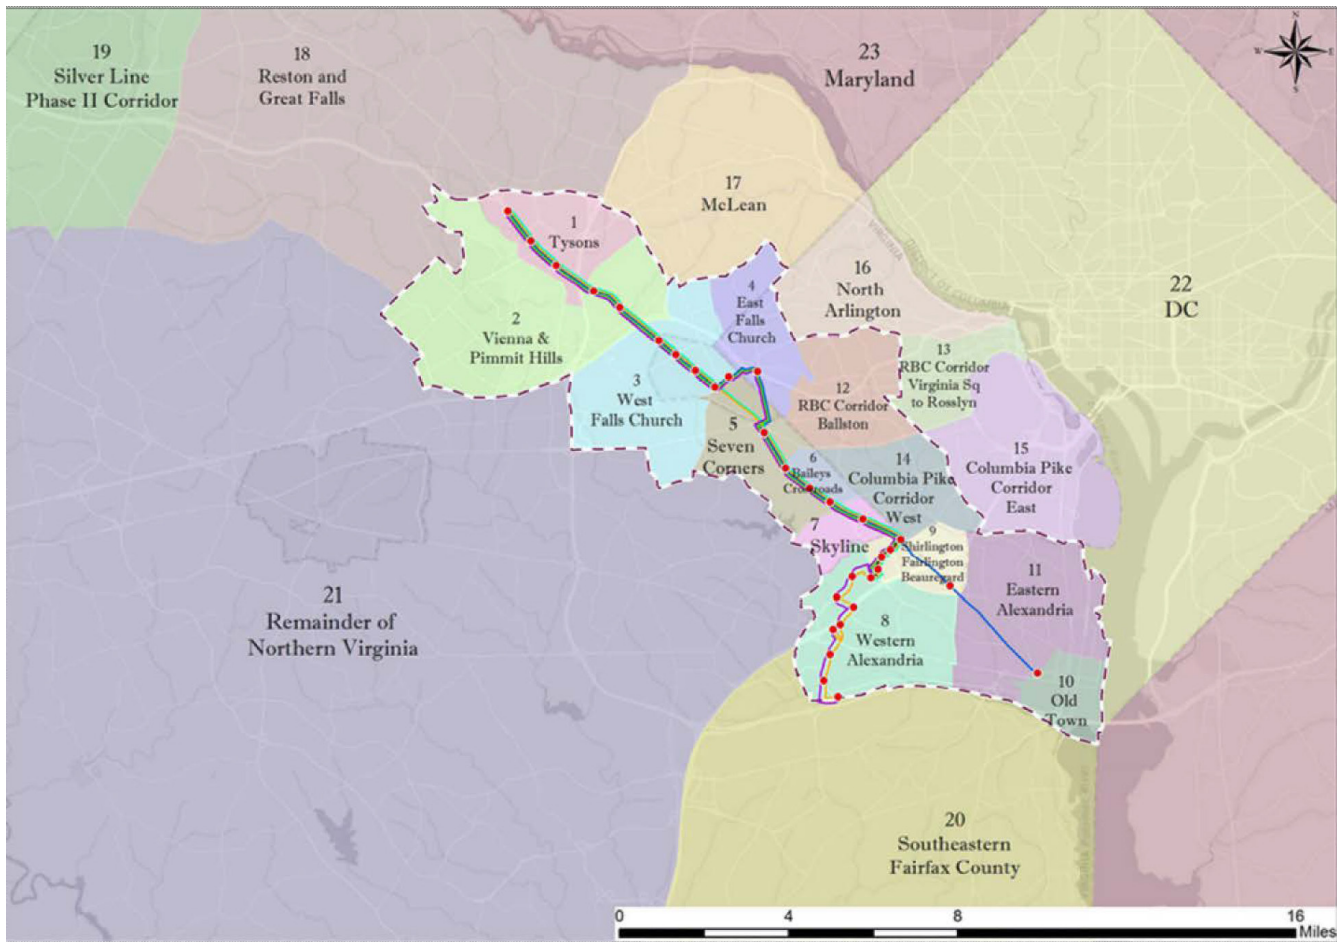 19
Silver Line
Phase II Corridor
18
Reston and
Great Falls
23
Maryland
N
W
E
S
17
McLean
1
Tysons
VIRGINIA
DISTRICT OF COLUMBIA
16
North
Arlington
22
DC
4
East
Falls
Church
2
Vienna &
Pimmit Hills
13
RBC Corridor
Virginia Sq
to Rosslyn
3
West
Falls Church
12
RBC Corridor
Ballston
5
Seven
Corners
6
Baileys
Crossroads
14
Columbia Pike
Corridor
West
15
Columbia Pike
Corridor
East
7
Skyline
9
Shirlington
Fairlington
Beauregard
11
Eastern
Alexandria
21
Remainder of
Northern Virginia
8
Western
Alexandria
10
Old
Town
20
Southeastern
Fairfax County
0 4 8 16
Miles